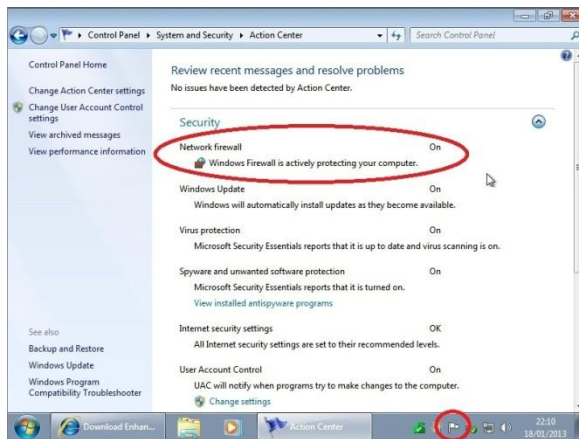 Control Panel ▸ System and Security ▸ Action Center
Search Control Panel
Control Panel Home
Change Action Center settings
Change User Account Control
settings
View archived messages
View performance information
Review recent messages and resolve problems
No issues have been detected by Action Center.
Security
Network firewall On
Windows Firewall is actively protecting your computer.
Windows Update On
Windows will automatically install updates as they become available.
Virus protection On
Microsoft Security Essentials reports that it is up to date and virus scanning is on.
Spyware and unwanted software protection On
Microsoft Security Essentials reports that it is turned on.
View installed antispyware programs
Internet security settings OK
All Internet security settings are set to their recommended levels.
User Account Control On
UAC will notify when programs try to make changes to the computer.
Change settings
See also
Backup and Restore
Windows Update
Windows Program
Compatibility Troubleshooter
Download Enhan...
Action Center
22:10
18/01/2013